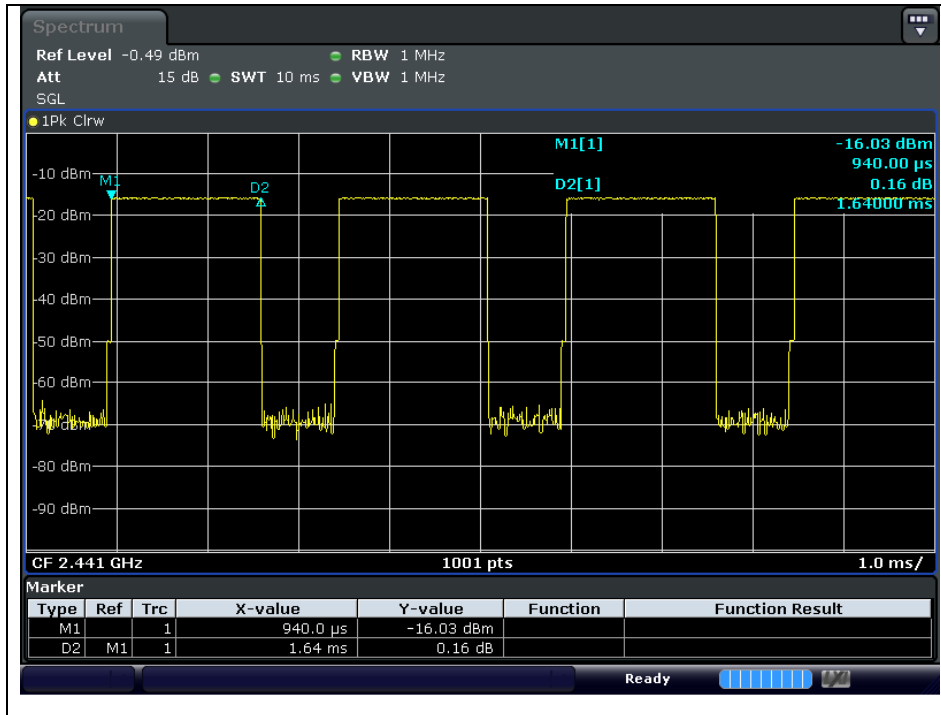 Spectrum
Ref Level -0.49 dBm RBW 1 MHz
Att 15 dB SWT 10 ms VBW 1 MHz
SGL
1Pk Clrw
M1[1] -16.03 dBm
940.00 µs
D2[1] 0.16 dB
1.64000 ms
M1
D2
-10 dBm
-20 dBm
-30 dBm
-40 dBm
-50 dBm
-60 dBm
-80 dBm
-90 dBm
CF 2.441 GHz 1001 pts 1.0 ms/
Marker
Type Ref Trc X-value Y-value Function Function Result
M1 1 940.0 µs -16.03 dBm
D2 M1 1 1.64 ms 0.16 dB
Ready